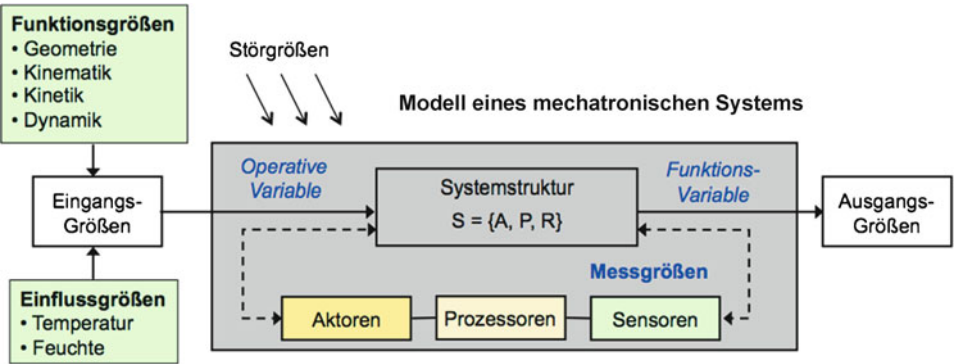 Funktionsgrößen
• Geometrie
• Kinematik
• Kinetik
• Dynamik
Störgrößen
Modell eines mechatronischen Systems
Operative
Variable
Systemstruktur
S = {A, P, R}
Funktions-
Variable
Eingangs-
Größen
Ausgangs-
Größen
Messgrößen
Einflussgrößen
• Temperatur
• Feuchte
Aktoren
Prozessoren
Sensoren